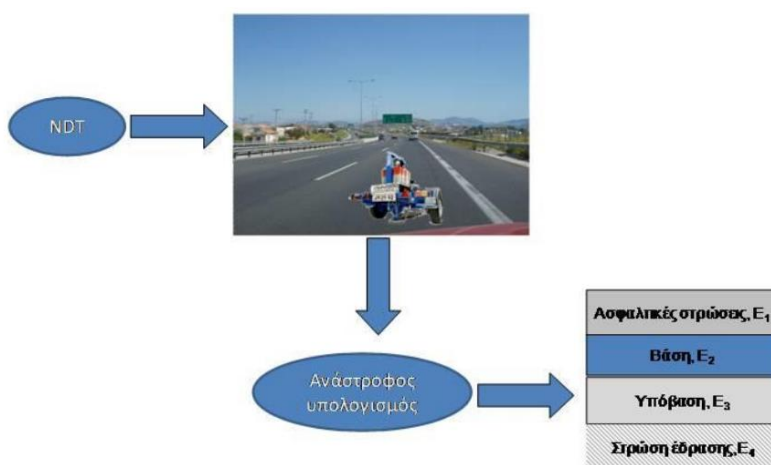 NDT
Ανάστροφος
υπολογισμός
Ασφαλτικές στρώσεις, E₁
Βάση, E₂
Υπόβαση, E₃
Στρώση έδρασης, E₄